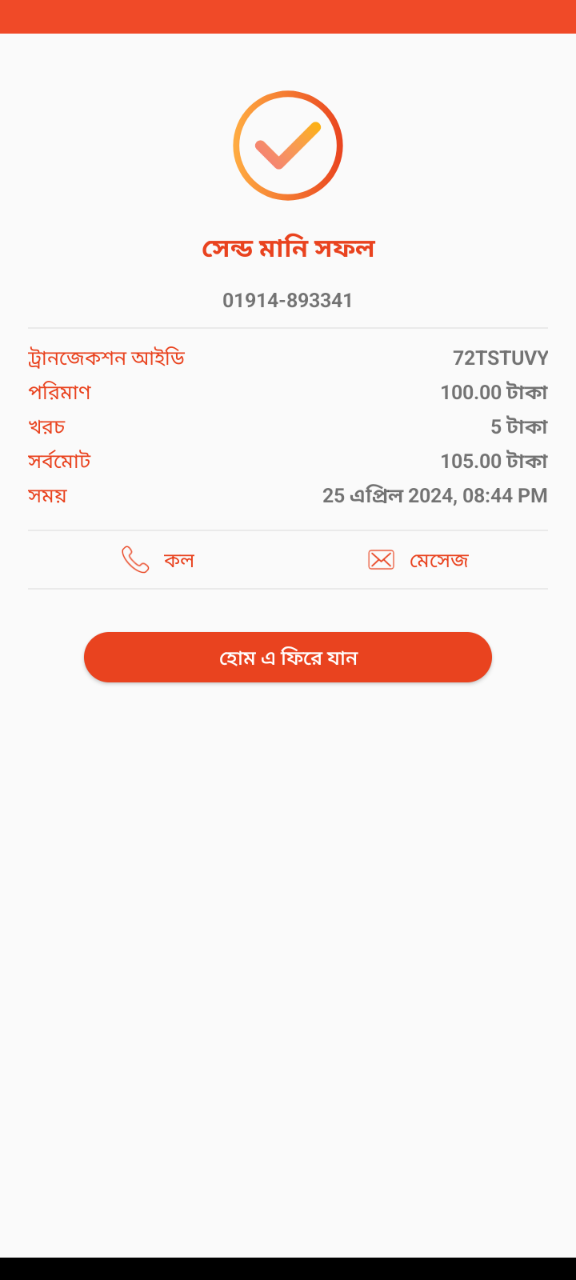 সেন্ড মানি সফল
01914-893341
ট্রানজেকশন আইডি 72TSTUVY
পরিমাণ 100.00 টাকা
খরচ 5 টাকা
সর্বমোট 105.00 টাকা
সময় 25 এপ্রিল 2024, 08:44 PM
কল মেসেজ
হোম এ ফিরে যান